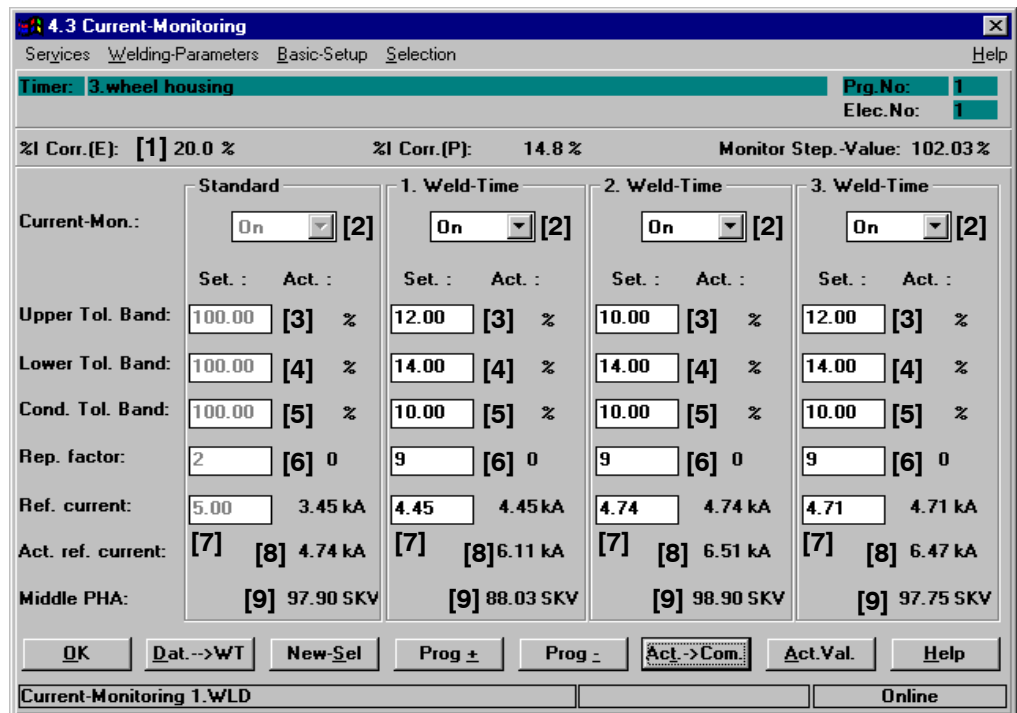 4.3 Current-Monitoring
Services Welding-Parameters Basic-Setup Selection Help
Timer: 3.wheel housing Prg.No: 1
Elec.No: 1
%I Corr.(E): [1] 20.0 % %I Corr.(P): 14.8 % Monitor Step.-Value: 102.03 %
Standard 1. Weld-Time 2. Weld-Time 3. Weld-Time
Current-Mon.: On [2] On [2] On [2] On [2]
Set. : Act. : Set. : Act. : Set. : Act. : Set. : Act. :
Upper Tol. Band: 100.00 [3] % 12.00 [3] % 10.00 [3] % 12.00 [3] %
Lower Tol. Band: 100.00 [4] % 14.00 [4] % 14.00 [4] % 14.00 [4] %
Cond. Tol. Band: 100.00 [5] % 10.00 [5] % 10.00 [5] % 10.00 [5] %
Rep. factor: 2 [6] 0 9 [6] 0 9 [6] 0 9 [6] 0
Ref. current: 5.00 3.45 kA 4.45 4.45 kA 4.74 4.74 kA 4.71 4.71 kA
Act. ref. current: [7] [8] 4.74 kA [7] [8] 6.11 kA [7] [8] 6.51 kA [7] [8] 6.47 kA
Middle PHA: [9] 97.90 SKV [9] 88.03 SKV [9] 98.90 SKV [9] 97.75 SKV
OK Dat.-->WT New-Sel Prog + Prog - Act.->Com. Act.Val. Help
Current-Monitoring 1.WLD Online